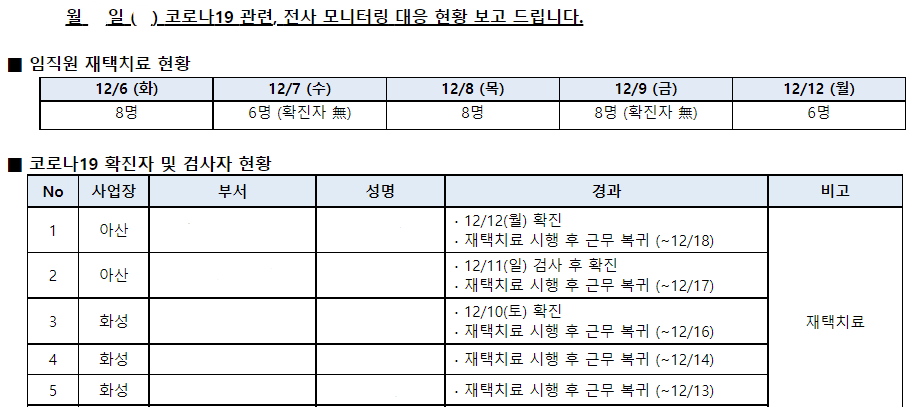 월 일 ( ) 코로나19 관련, 전사 모니터링 대응 현황 보고 드립니다.
■ 임직원 재택치료 현황
12/6 (화) 12/7 (수) 12/8 (목) 12/9 (금) 12/12 (월)
8명 6명 (확진자 無) 8명 8명 (확진자 無) 6명
■ 코로나19 확진자 및 검사자 현황
No 사업장 부서 성명 경과 비고
1 아산
· 12/12(월) 확진
· 재택치료 시행 후 근무 복귀 (~12/18)
2 아산
· 12/11(일) 검사 후 확진
· 재택치료 시행 후 근무 복귀 (~12/17)
3 화성
· 12/10(토) 확진
· 재택치료 시행 후 근무 복귀 (~12/16)
4 화성 · 재택치료 시행 후 근무 복귀 (~12/14)
5 화성 · 재택치료 시행 후 근무 복귀 (~12/13)
재택치료